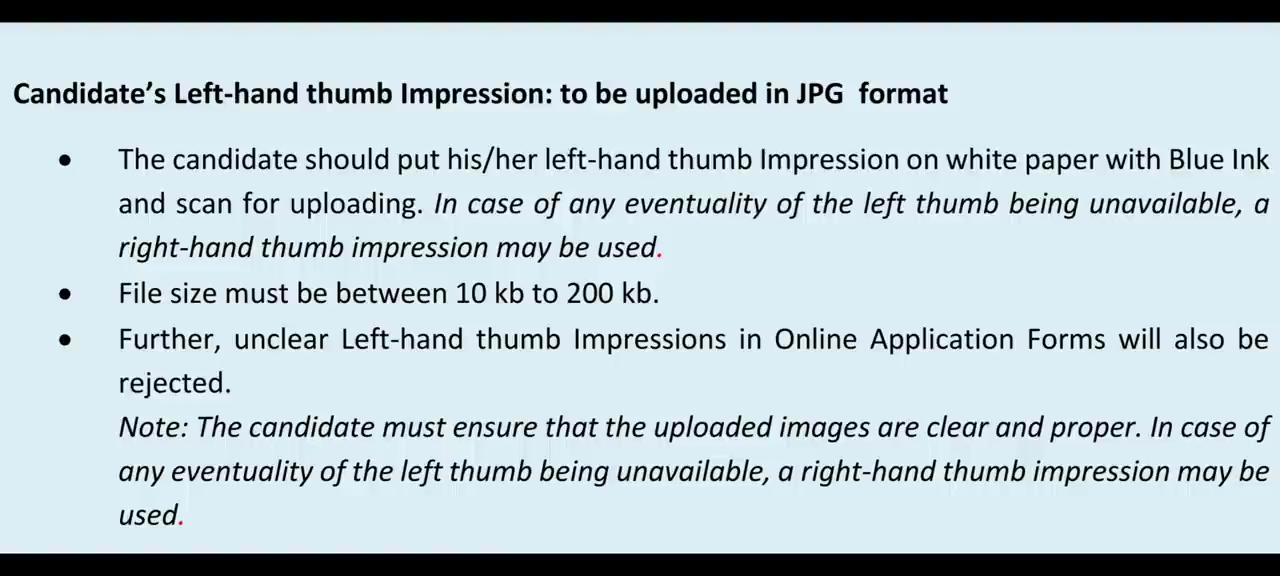 Candidate's Left-hand thumb Impression: to be uploaded in JPG format
• The candidate should put his/her left-hand thumb Impression on white paper with Blue Ink
and scan for uploading. In case of any eventuality of the left thumb being unavailable, a
right-hand thumb impression may be used.
• File size must be between 10 kb to 200 kb.
• Further, unclear Left-hand thumb Impressions in Online Application Forms will also be
rejected.
Note: The candidate must ensure that the uploaded images are clear and proper. In case of
any eventuality of the left thumb being unavailable, a right-hand thumb impression may be
used.